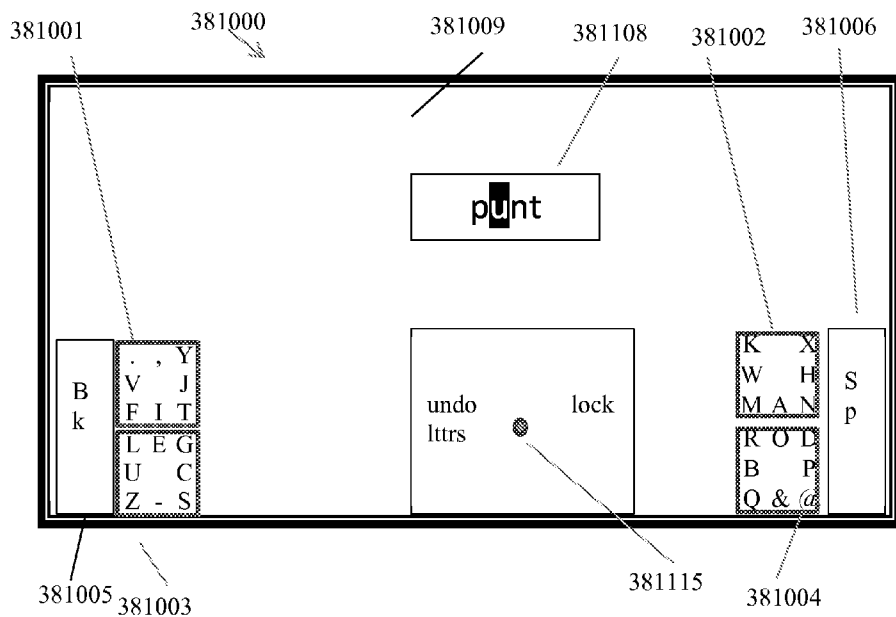 381001
381000
381009
381108
381002
381006
punt
B
k
. , Y
V J
F I T
L E G
U C
Z - S
undo
lttrs
lock
K X
W H
M A N
R O D
B P
Q & @
S
p
381005
381003
381115
381004